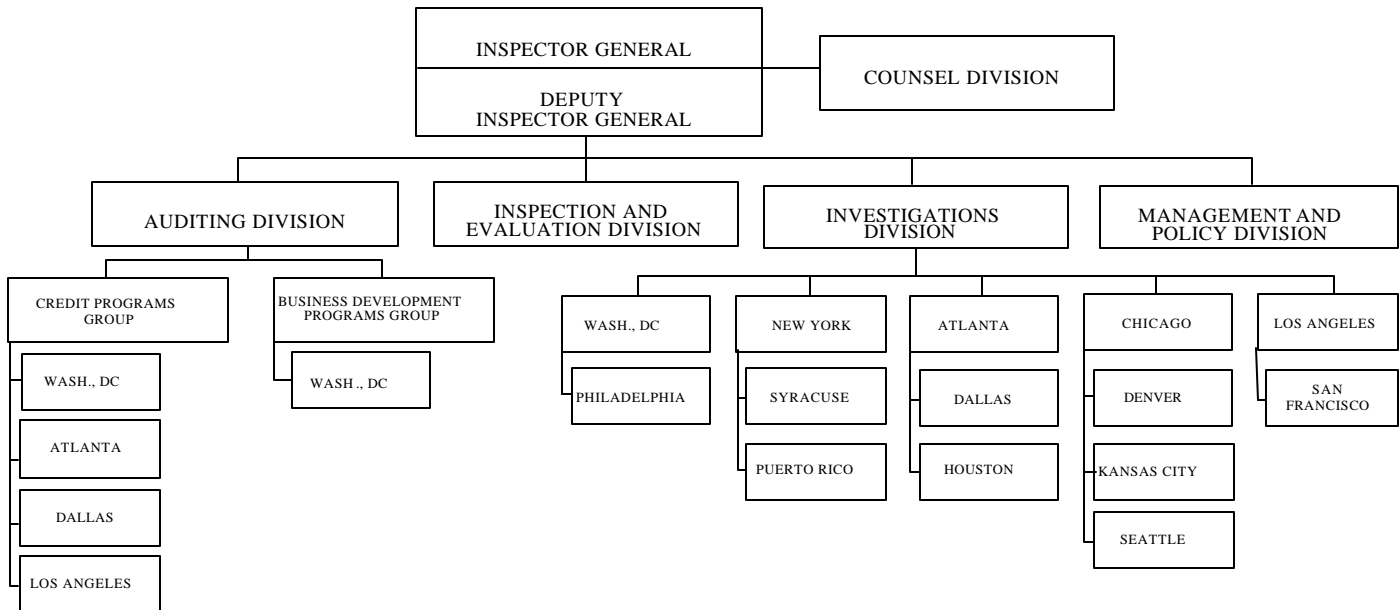 INSPECTOR GENERAL
DEPUTY
INSPECTOR GENERAL
COUNSEL DIVISION
AUDITING DIVISION
INSPECTION AND
EVALUATION DIVISION
INVESTIGATIONS
DIVISION
MANAGEMENT AND
POLICY DIVISION
CREDIT PROGRAMS
GROUP
WASH., DC
ATLANTA
DALLAS
LOS ANGELES
BUSINESS DEVELOPMENT
PROGRAMS GROUP
WASH., DC
WASH., DC
PHILADELPHIA
NEW YORK
SYRACUSE
PUERTO RICO
ATLANTA
DALLAS
HOUSTON
CHICAGO
DENVER
KANSAS CITY
SEATTLE
LOS ANGELES
SAN
FRANCISCO